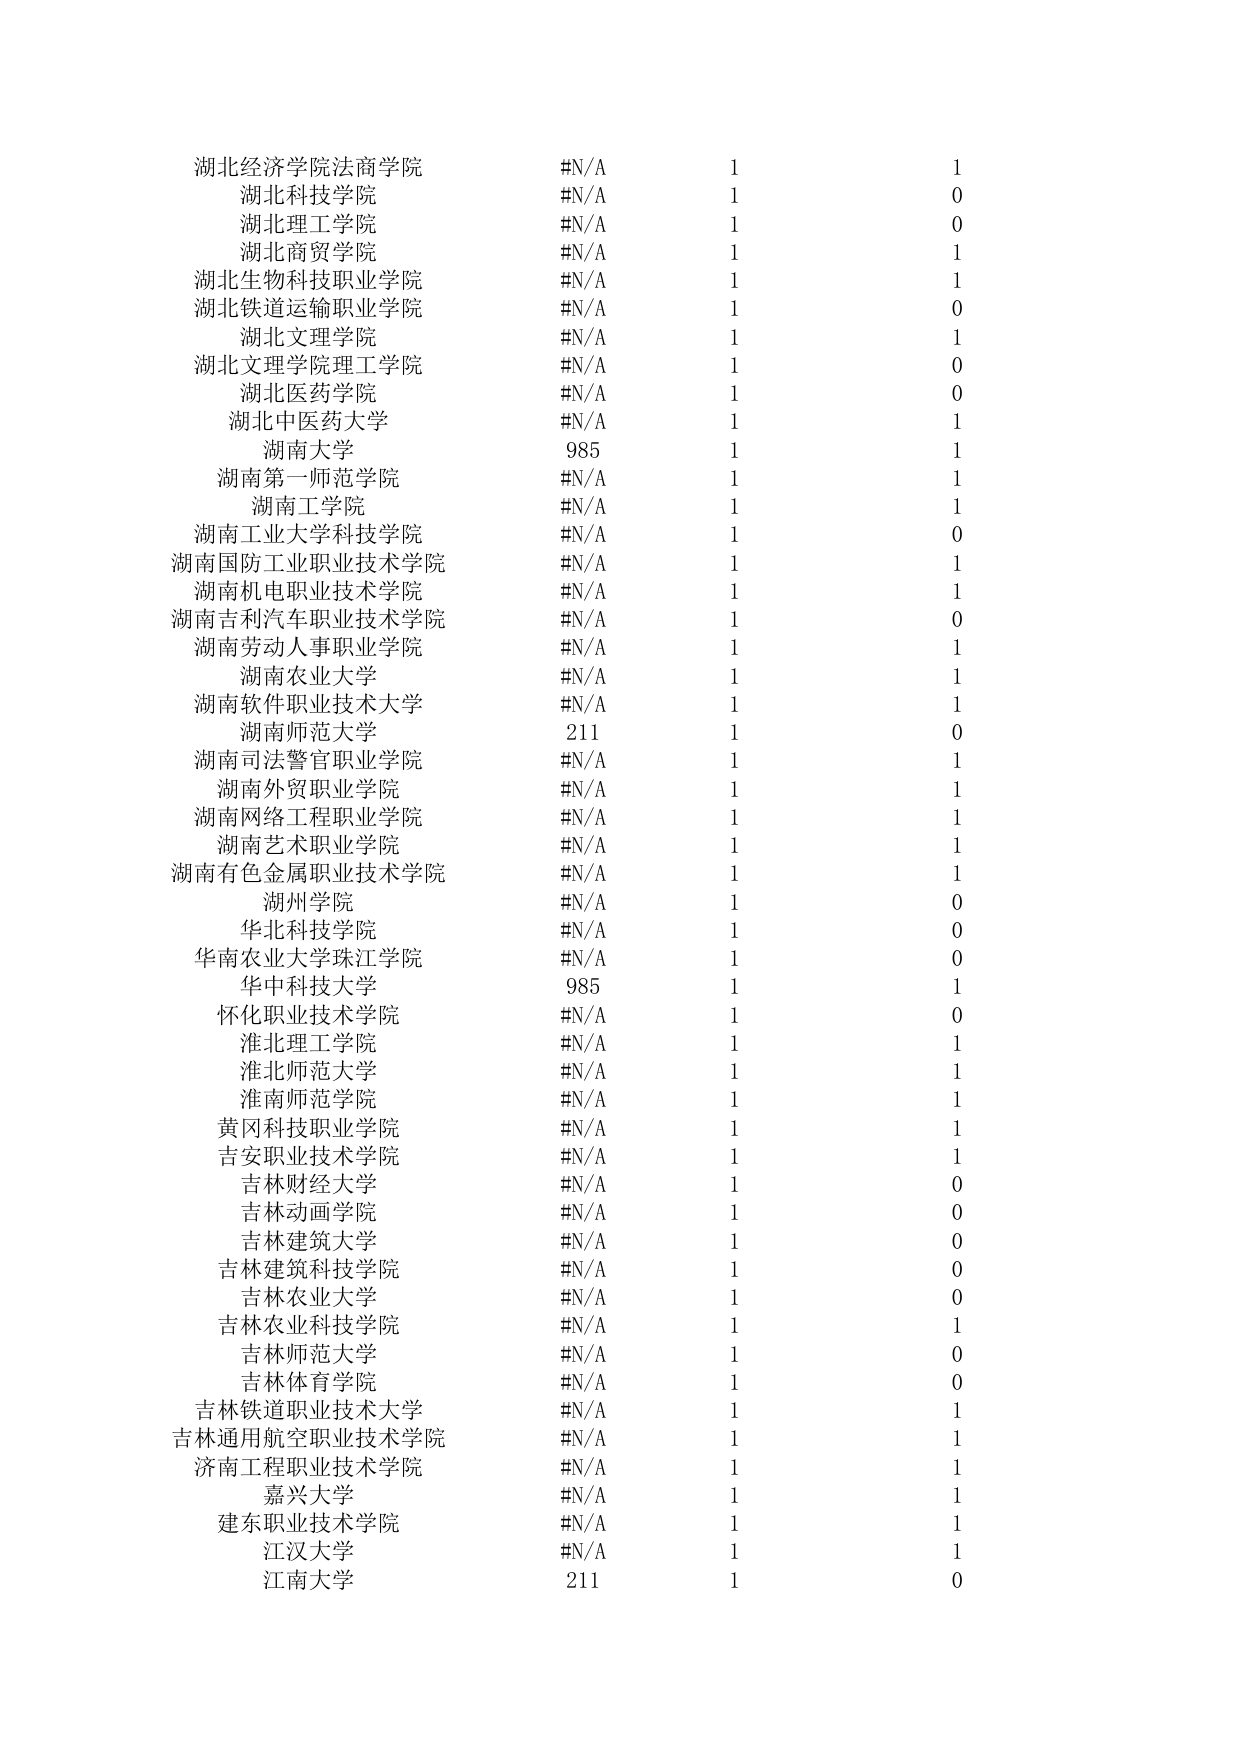 湖北经济学院法商学院 #N/A 1 1
湖北科技学院 #N/A 1 0
湖北理工学院 #N/A 1 0
湖北商贸学院 #N/A 1 1
湖北生物科技职业学院 #N/A 1 1
湖北铁道运输职业学院 #N/A 1 0
湖北文理学院 #N/A 1 1
湖北文理学院理工学院 #N/A 1 0
湖北医药学院 #N/A 1 0
湖北中医药大学 #N/A 1 1
湖南大学 985 1 1
湖南第一师范学院 #N/A 1 1
湖南工学院 #N/A 1 1
湖南工业大学科技学院 #N/A 1 0
湖南国防工业职业技术学院 #N/A 1 1
湖南机电职业技术学院 #N/A 1 1
湖南吉利汽车职业技术学院 #N/A 1 0
湖南劳动人事职业学院 #N/A 1 1
湖南农业大学 #N/A 1 1
湖南软件职业技术大学 #N/A 1 1
湖南师范大学 211 1 0
湖南司法警官职业学院 #N/A 1 1
湖南外贸职业学院 #N/A 1 1
湖南网络工程职业学院 #N/A 1 1
湖南艺术职业学院 #N/A 1 1
湖南有色金属职业技术学院 #N/A 1 1
湖州学院 #N/A 1 0
华北科技学院 #N/A 1 0
华南农业大学珠江学院 #N/A 1 0
华中科技大学 985 1 1
怀化职业技术学院 #N/A 1 0
淮北理工学院 #N/A 1 1
淮北师范大学 #N/A 1 1
淮南师范学院 #N/A 1 1
黄冈科技职业学院 #N/A 1 1
吉安职业技术学院 #N/A 1 1
吉林财经大学 #N/A 1 0
吉林动画学院 #N/A 1 0
吉林建筑大学 #N/A 1 0
吉林建筑科技学院 #N/A 1 0
吉林农业大学 #N/A 1 0
吉林农业科技学院 #N/A 1 1
吉林师范大学 #N/A 1 0
吉林体育学院 #N/A 1 0
吉林铁道职业技术大学 #N/A 1 1
吉林通用航空职业技术学院 #N/A 1 1
济南工程职业技术学院 #N/A 1 1
嘉兴大学 #N/A 1 1
建东职业技术学院 #N/A 1 1
江汉大学 #N/A 1 1
江南大学 211 1 0